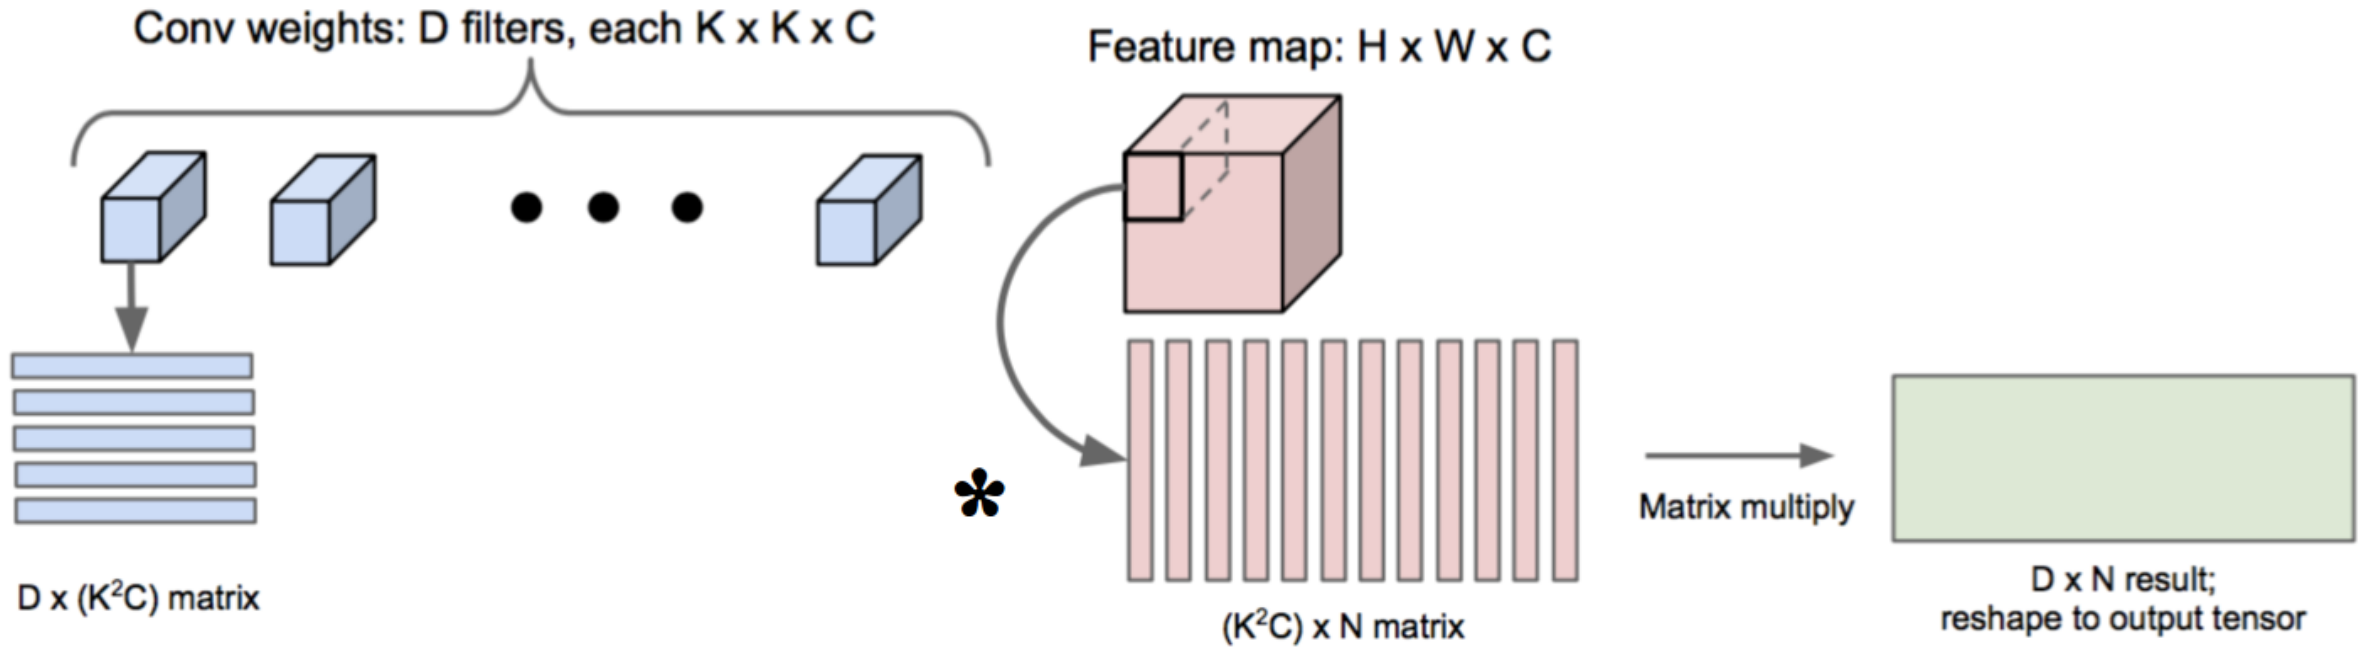 Conv weights: D filters, each K x K x C
Feature map: H x W x C
*
Matrix multiply
D x (K²C) matrix
(K²C) x N matrix
D x N result;
reshape to output tensor